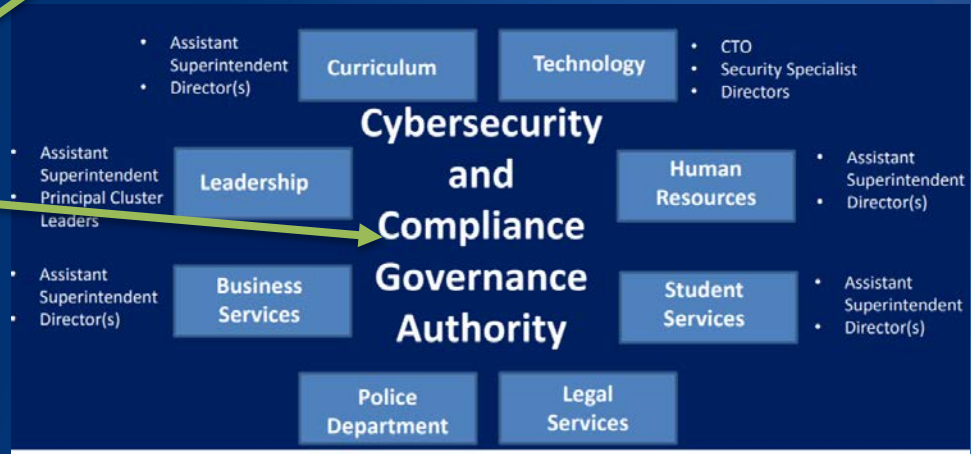 • Assistant
Superintendent
• Director(s)
Curriculum
Technology
• CTO
• Security Specialist
• Directors
Cybersecurity
and
Compliance
Governance
Authority
• Assistant
Superintendent
• Principal Cluster
Leaders
Leadership
Human
Resources
• Assistant
Superintendent
• Director(s)
• Assistant
Superintendent
• Director(s)
Business
Services
Student
Services
• Assistant
Superintendent
• Director(s)
Police
Department
Legal
Services